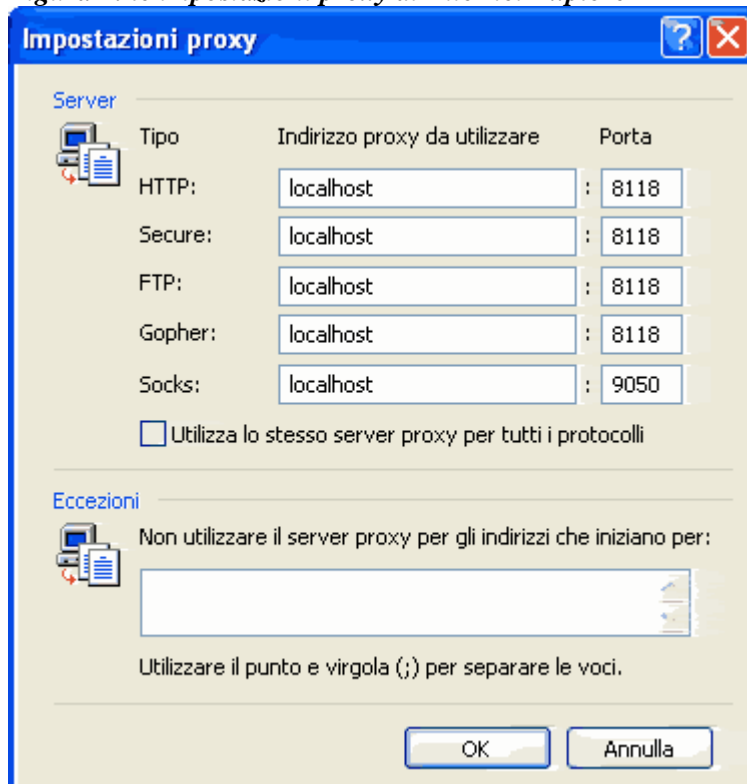 Impostazioni proxy
Server
Tipo Indirizzo proxy da utilizzare Porta
HTTP: localhost : 8118
Secure: localhost : 8118
FTP: localhost : 8118
Gopher: localhost : 8118
Socks: localhost : 9050
Utilizza lo stesso server proxy per tutti i protocolli
Eccezioni
Non utilizzare il server proxy per gli indirizzi che iniziano per:
Utilizzare il punto e virgola (;) per separare le voci.
OK Annulla